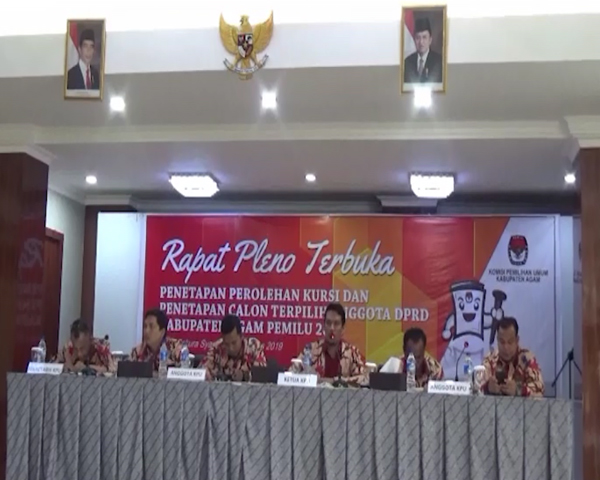 Rapat Pleno Terbuka
PENETAPAN PEROLEHAN KURSI DAN
PENETAPAN CALON TERPILIH ANGGOTA DPRD
KABUPATEN AGAM PEMILU
2019
KOMISI PEMILIHAN UMUM
KABUPATEN AGAM
ANGGOTA KPU
KETUA
ANGGOTA KPU